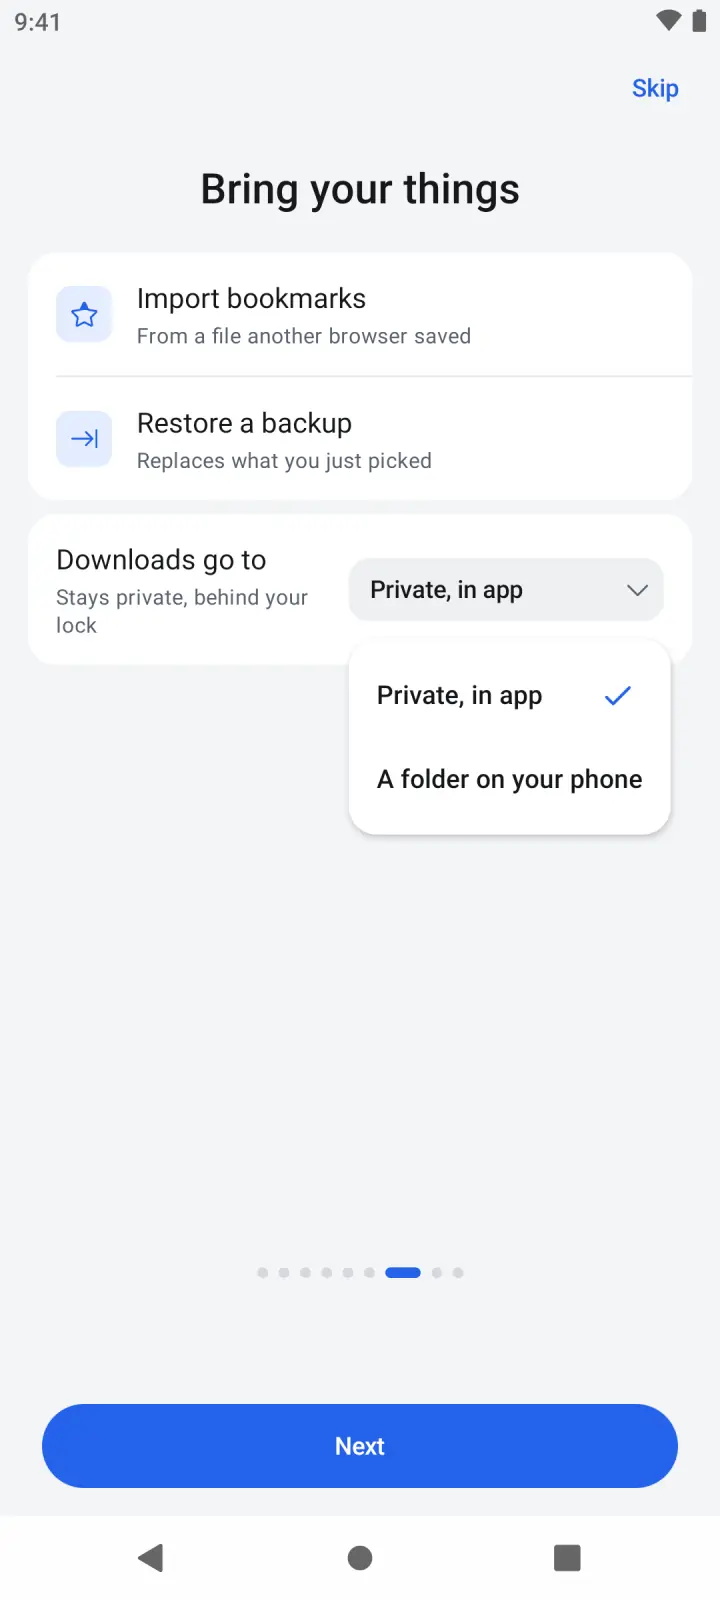 9:41
Skip
Bring your things
Import bookmarks
From a file another browser saved
Restore a backup
Replaces what you just picked
Downloads go to
Stays private, behind your
lock
Private, in app
Private, in app
A folder on your phone
Next